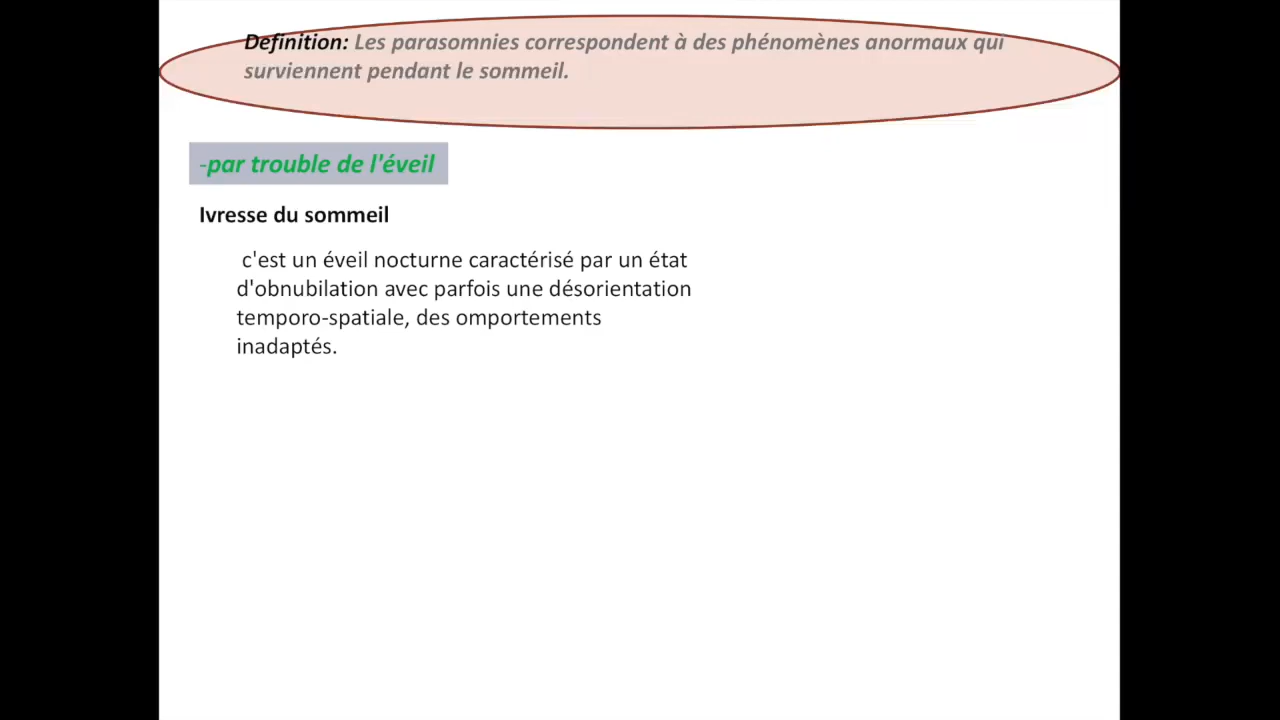 Definition: Les parasomnies correspondent à des phénomènes anormaux qui
surviennent pendant le sommeil.
-par trouble de l'éveil
Ivresse du sommeil
c'est un éveil nocturne caractérisé par un état
d'obnubilation avec parfois une désorientation
temporo-spatiale, des omportements
inadaptés.